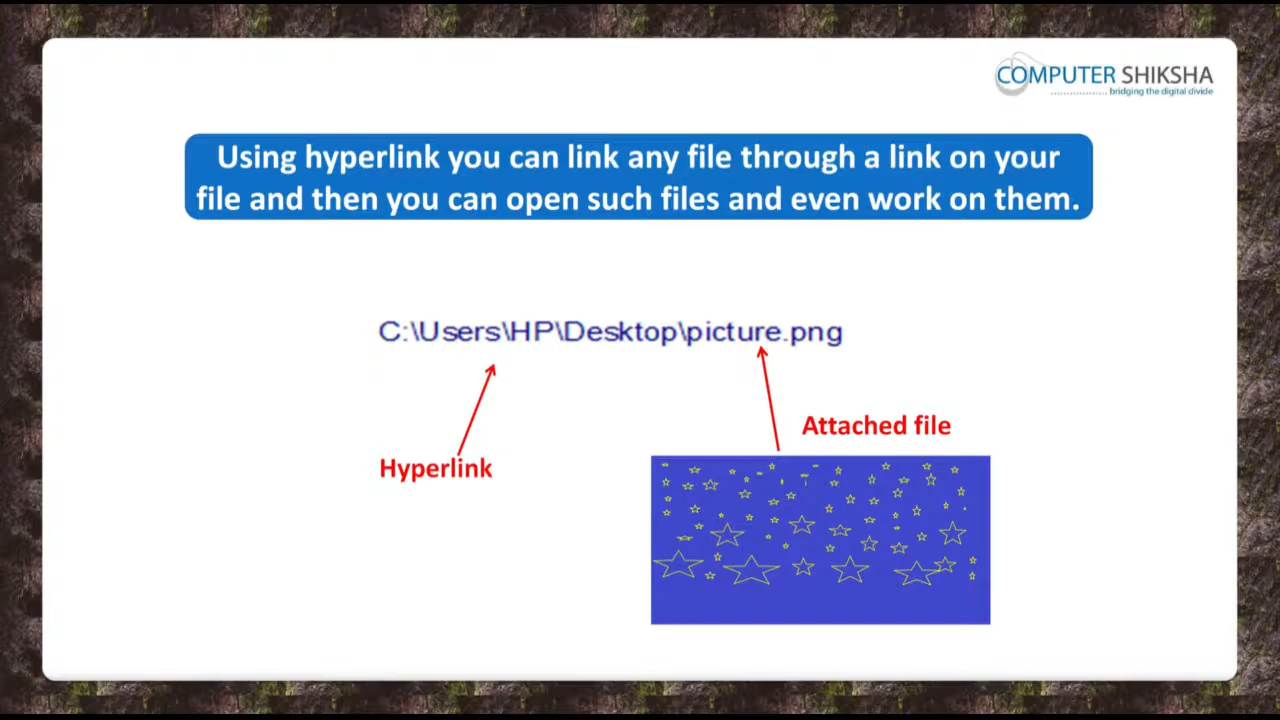 COMPUTER SHIKSHA
bridging the digital divide
Using hyperlink you can link any file through a link on your
file and then you can open such files and even work on them.
C:\Users\HP\Desktop\picture.png
Attached file
Hyperlink